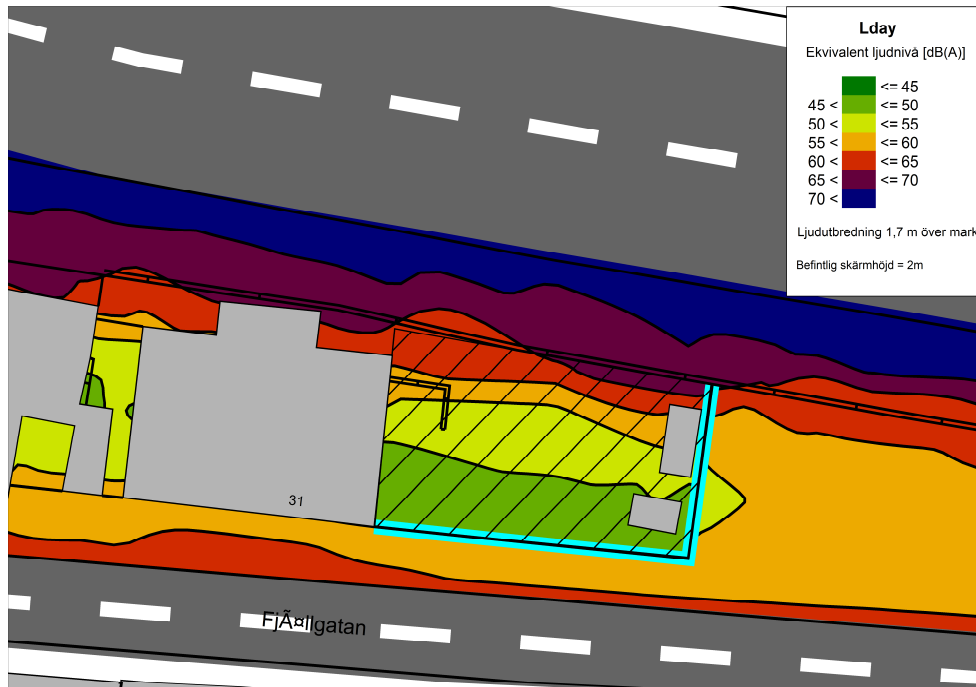 Lday
Ekvivalent ljudnivå [dB(A)]
<= 45
45 < <= 50
50 < <= 55
55 < <= 60
60 < <= 65
65 < <= 70
70 <
Ljudutbredning 1,7 m över mark
Befintlig skärmhöjd = 2m
31
FjÃ¤llgatan